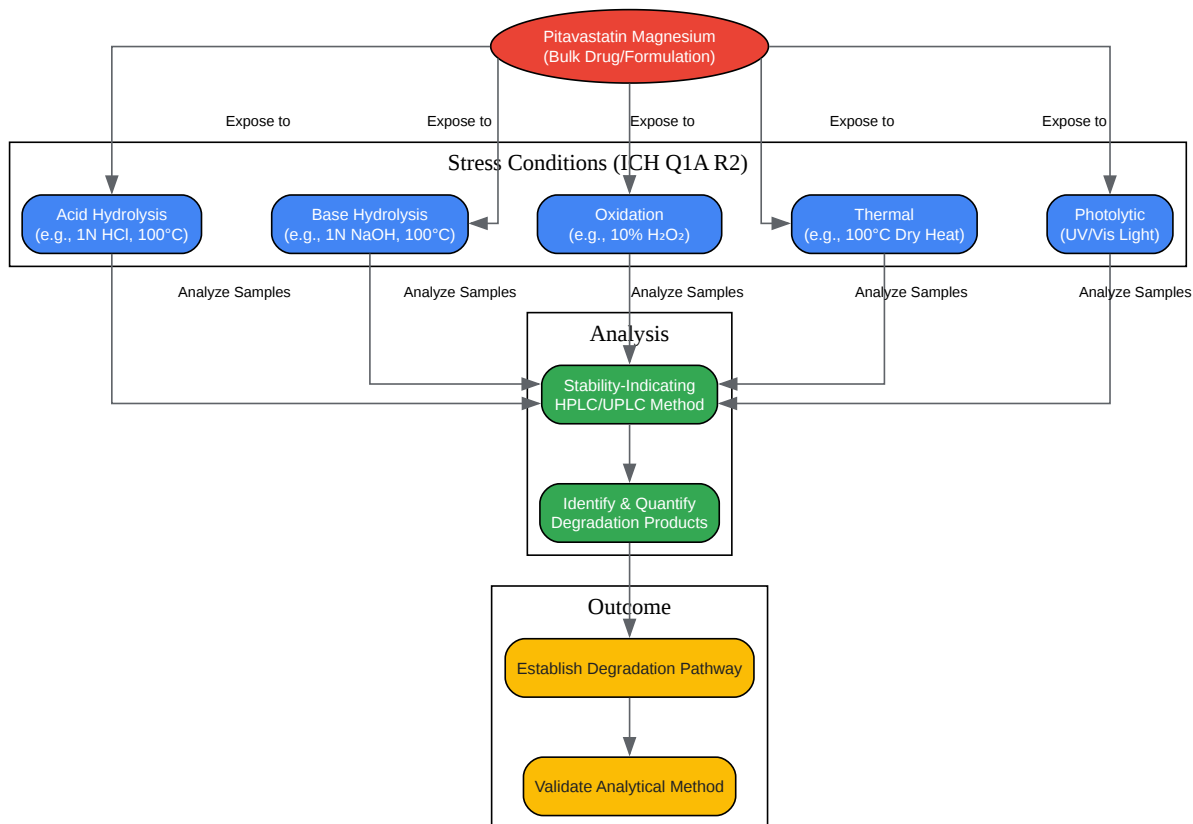 Pitavastatin Magnesium
(Bulk Drug/Formulation)
Expose to
Expose to
Expose to
Expose to
Expose to
Stress Conditions (ICH Q1A R2)
Acid Hydrolysis
(e.g., 1N HCl, 100°C)
Base Hydrolysis
(e.g., 1N NaOH, 100°C)
Oxidation
(e.g., 10% H₂O₂)
Thermal
(e.g., 100°C Dry Heat)
Photolytic
(UV/Vis Light)
Analyze Samples
Analyze Samples
Analyze Samples
Analyze Samples
Analyze Samples
Analysis
Stability-Indicating
HPLC/UPLC Method
Identify & Quantify
Degradation Products
Outcome
Establish Degradation Pathway
Validate Analytical Method